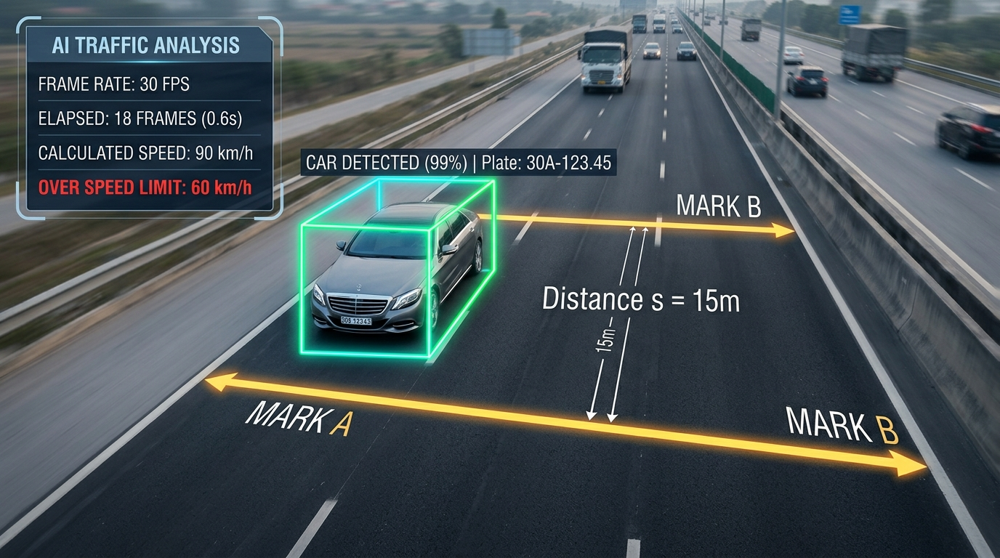 AI TRAFFIC ANALYSIS
FRAME RATE: 30 FPS
ELAPSED: 18 FRAMES (0.6s)
CALCULATED SPEED: 90 km/h
OVER SPEED LIMIT: 60 km/h
CAR DETECTED (99%) | Plate: 30A-123.45
MARK B
Distance s = 15m
15m
30S 12343
MARK A
MARK B